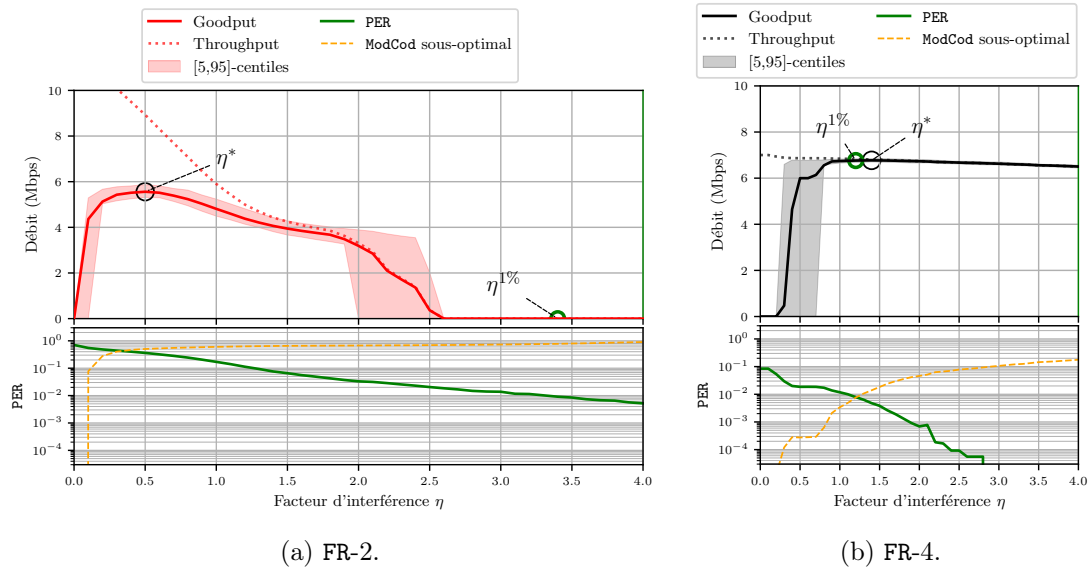 Goodput PER
Throughput ModCod sous-optimal
[5,95]-centiles
10
8
6
4
2
0
Débit (Mbps)
η*
η1%
10⁰
10⁻¹
10⁻²
10⁻³
10⁻⁴
PER
0.0 0.5 1.0 1.5 2.0 2.5 3.0 3.5 4.0
Facteur d'interférence η
(a) FR-2.
Goodput PER
Throughput ModCod sous-optimal
[5,95]-centiles
10
8
6
4
2
0
Débit (Mbps)
η1% η*
10⁰
10⁻¹
10⁻²
10⁻³
10⁻⁴
PER
0.0 0.5 1.0 1.5 2.0 2.5 3.0 3.5 4.0
Facteur d'interférence η
(b) FR-4.